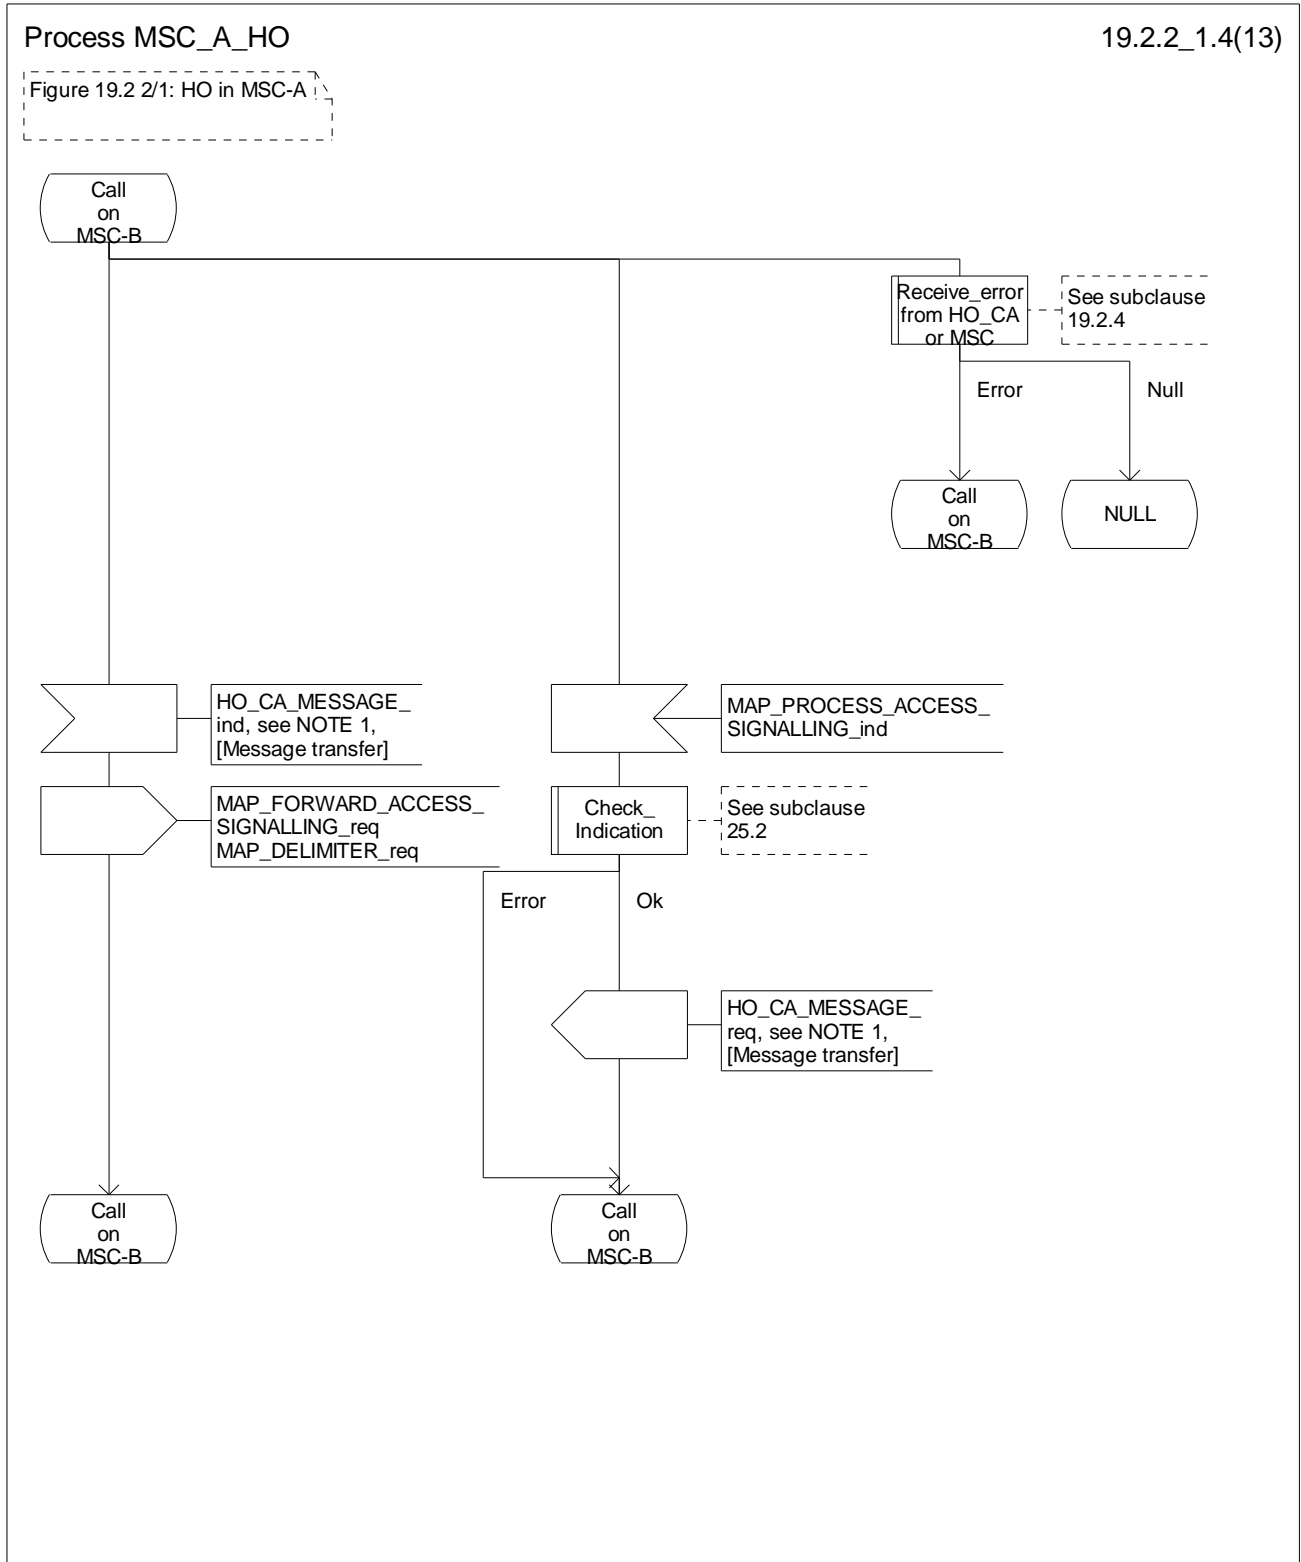 Process MSC_A_HO
19.2.2_1.4(13)
Figure 19.2 2/1: HO in MSC-A
Call
on
MSC-B
Receive_error
from HO_CA
or MSC
See subclause
19.2.4
Error
Null
Call
on
MSC-B
NULL
HO_CA_MESSAGE_
ind, see NOTE 1,
[Message transfer]
MAP_PROCESS_ACCESS_
SIGNALLING_ind
MAP_FORWARD_ACCESS_
SIGNALLING_req
MAP_DELIMITER_req
Check_
Indication
See subclause
25.2
Error
Ok
HO_CA_MESSAGE_
req, see NOTE 1,
[Message transfer]
Call
on
MSC-B
Call
on
MSC-B